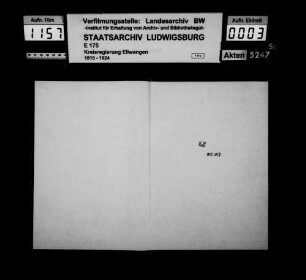 Aufn. Film
1157
Verfilmungsstelle: Landesarchiv BW
-Institut für Erhaltung von Archiv- und Bibliotheksgut-
STAATSARCHIV LUDWIGSBURG
E 175
Kreisregierung Ellwangen
1815 - 1924
Aufn. Einheit
0003
Akten 5247